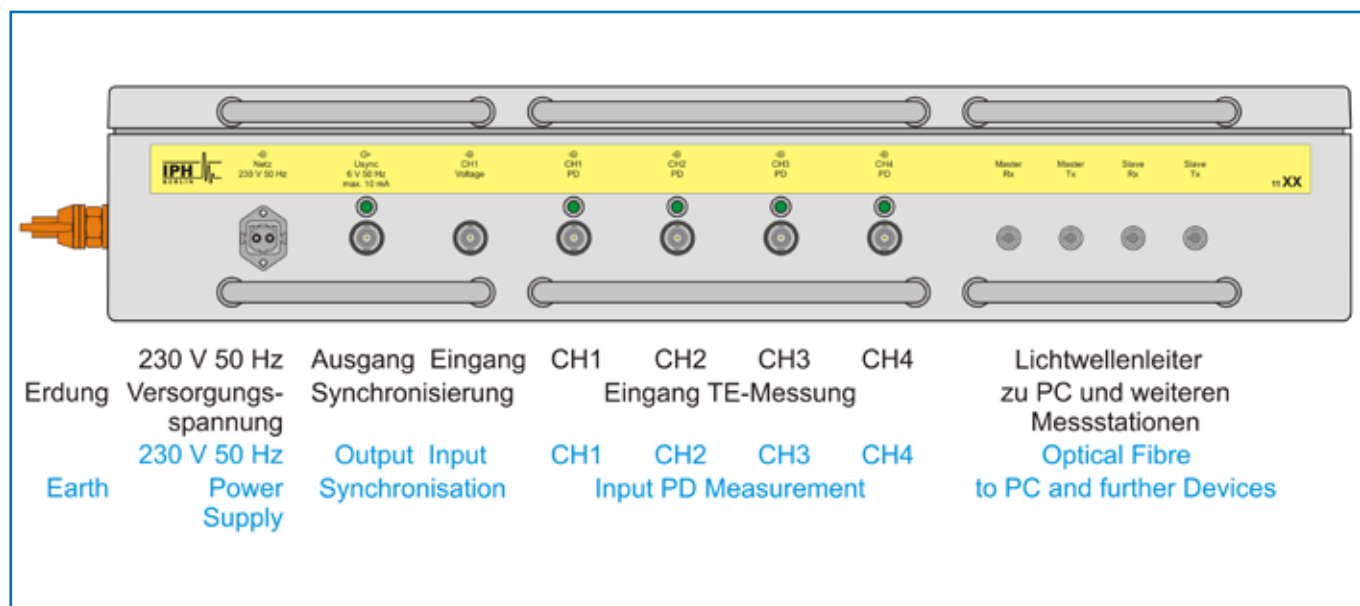 IPH
BERLIN
Netz
230 V 50 Hz
Usync
6 V 50 Hz
max. 10 mA
CH1
Voltage
CH1
PD
CH2
PD
CH3
PD
CH4
PD
Master
Rx
Master
Tx
Slave
Rx
Slave
Tx
11 XX
230 V 50 Hz Ausgang Eingang CH1 CH2 CH3 CH4 Lichtwellenleiter
Erdung Versorgungs- Synchronisierung Eingang TE-Messung zu PC und weiteren
spannung Messstationen
230 V 50 Hz Output Input CH1 CH2 CH3 CH4 Optical Fibre
Earth Power Synchronisation Input PD Measurement to PC and further Devices
Supply